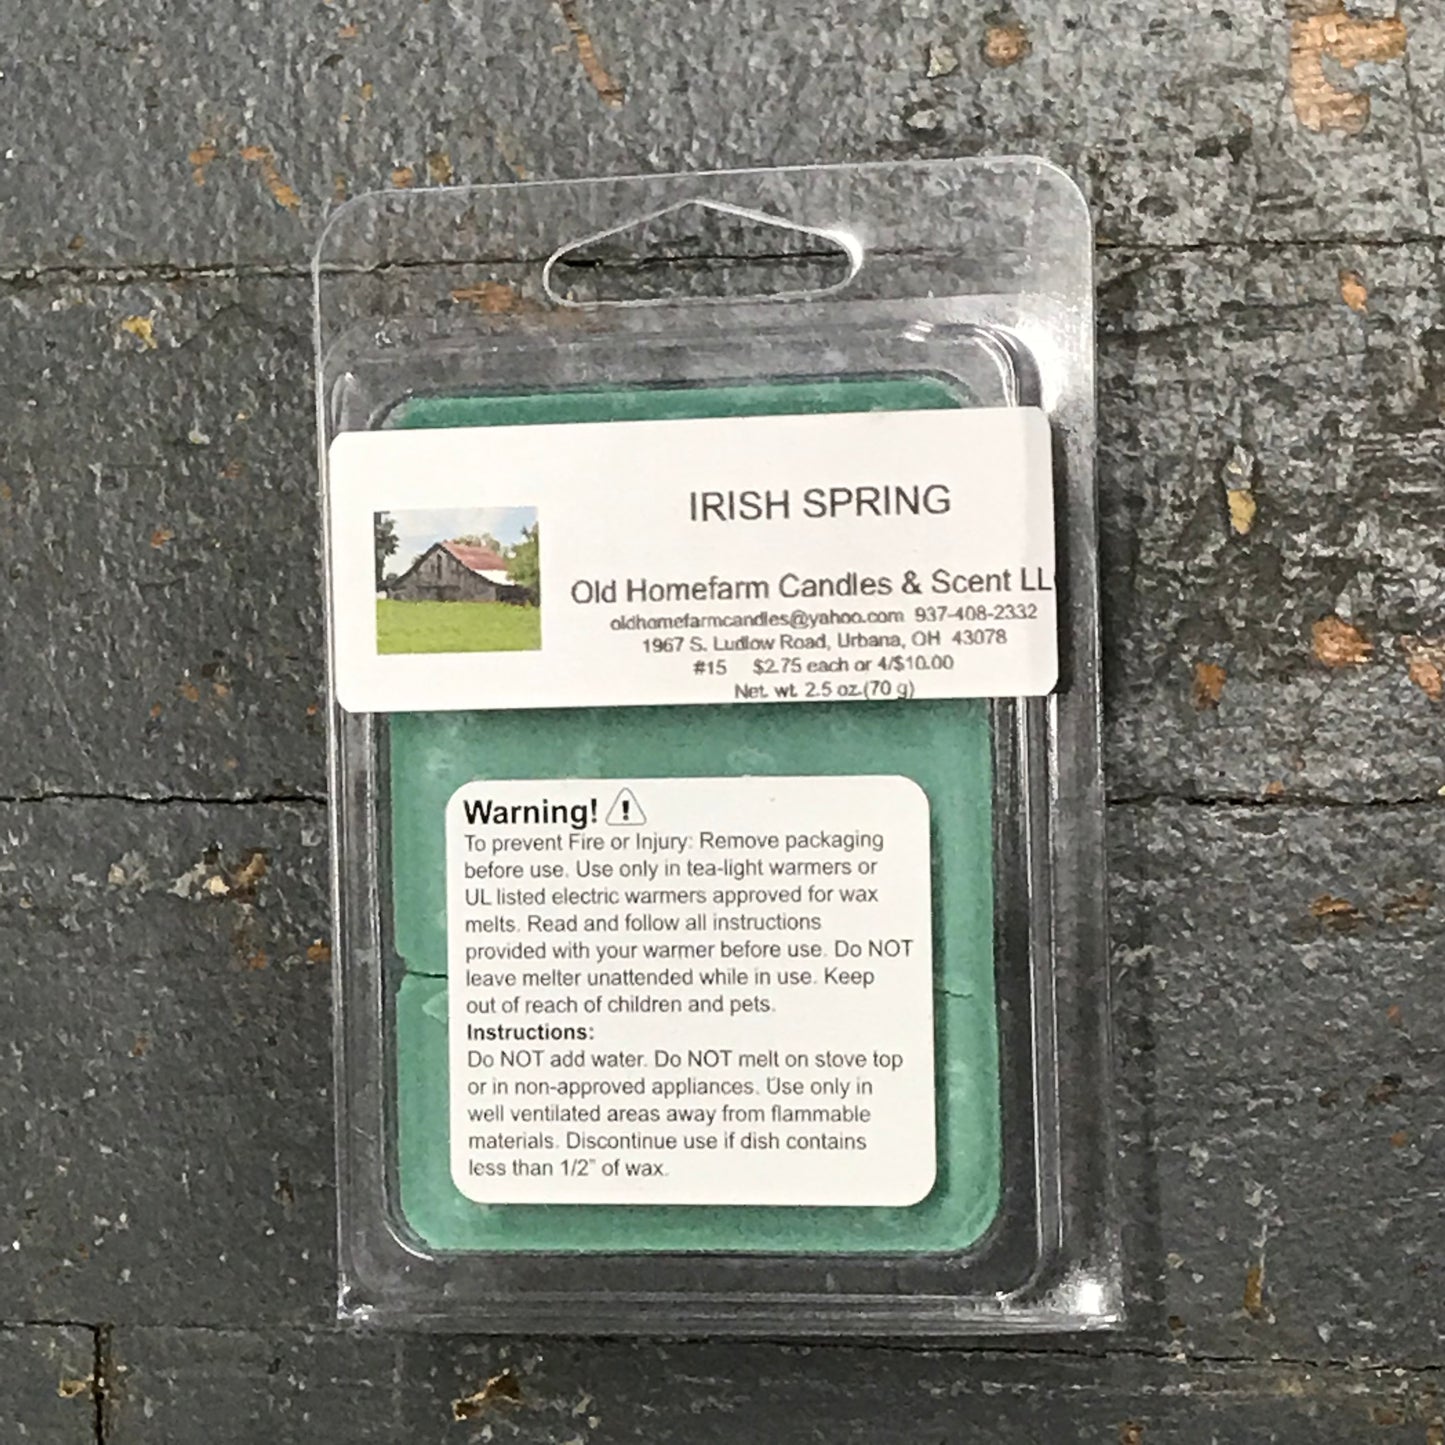 IRISH SPRING
Old Homefarm Candles & Scent LL
oldhomefarmcandles@yahoo.com 937-408-2332
1967 S. Ludlow Road, Urbana, OH 43078
#15 $2.75 each or 4/$10.00
Net. wt. 2.5 oz.(70 g)
Warning!
To prevent Fire or Injury: Remove packaging
before use. Use only in tea-light warmers or
UL listed electric warmers approved for wax
melts. Read and follow all instructions
provided with your warmer before use. Do NOT
leave melter unattended while in use. Keep
out of reach of children and pets.
Instructions:
Do NOT add water. Do NOT melt on stove top
or in non-approved appliances. Use only in
well ventilated areas away from flammable
materials. Discontinue use if dish contains
less than 1/2" of wax.